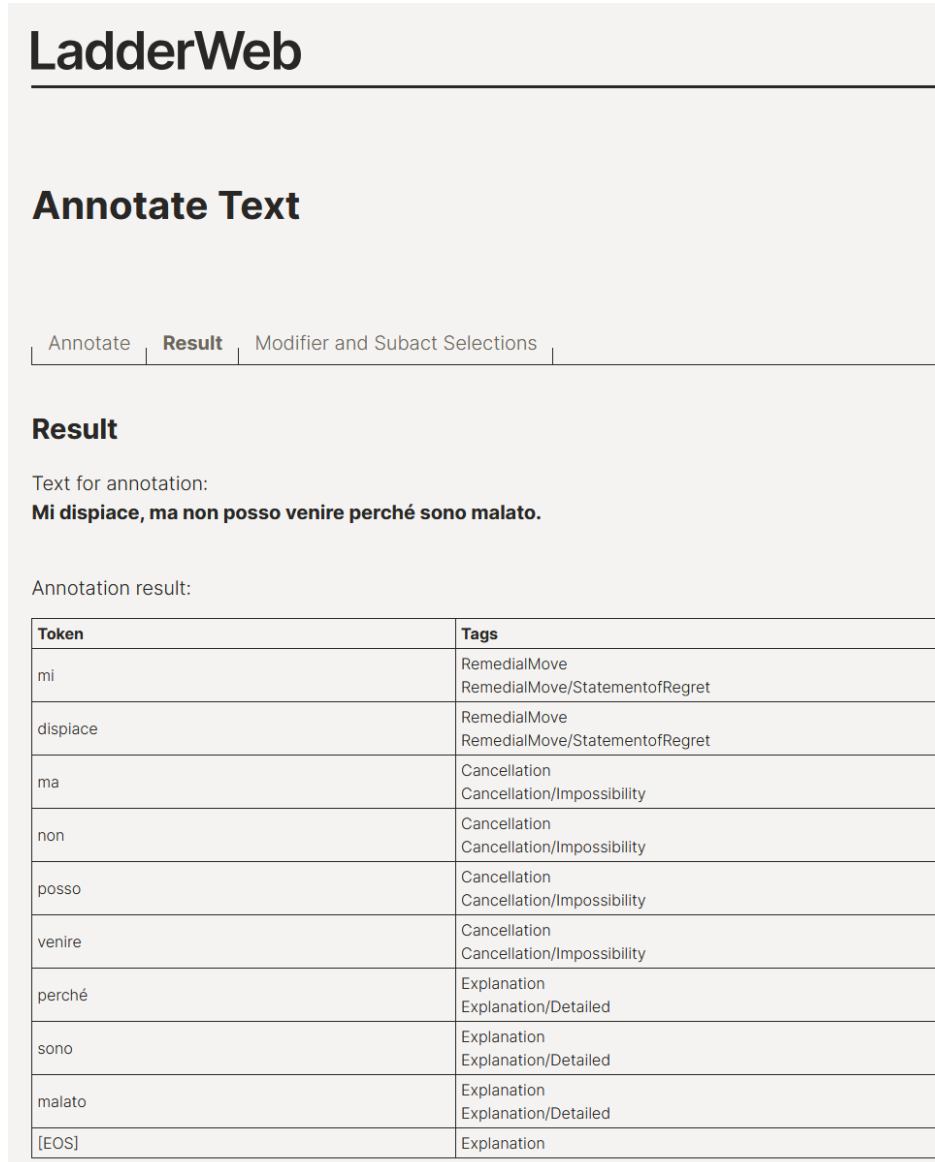 LadderWeb
Annotate Text
Annotate Result Modifier and Subact Selections
Result
Text for annotation:
Mi dispiace, ma non posso venire perché sono malato.
Annotation result:
Token Tags
mi RemedialMove
RemedialMove/StatementofRegret
dispiace RemedialMove
RemedialMove/StatementofRegret
ma Cancellation
Cancellation/Impossibility
non Cancellation
Cancellation/Impossibility
posso Cancellation
Cancellation/Impossibility
venire Cancellation
Cancellation/Impossibility
perché Explanation
Explanation/Detailed
sono Explanation
Explanation/Detailed
malato Explanation
Explanation/Detailed
[EOS] Explanation